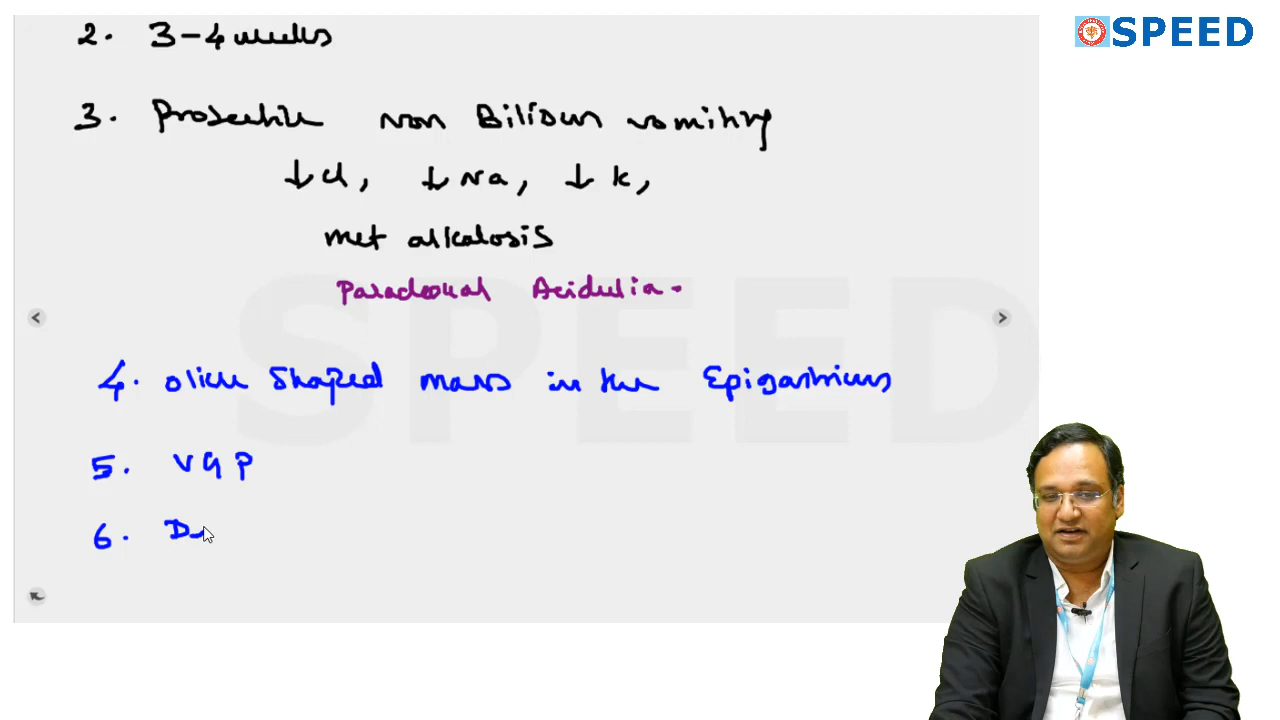 SPEED
2. 3-4 weeks
3. Projectile non Bilious vomiting
↓cl, ↓Na, ↓k,
met alkalosis
Paradoxical Aciduria.
4. olive shaped mass in the Epigastrium
5. VGP
6. D
SPEED